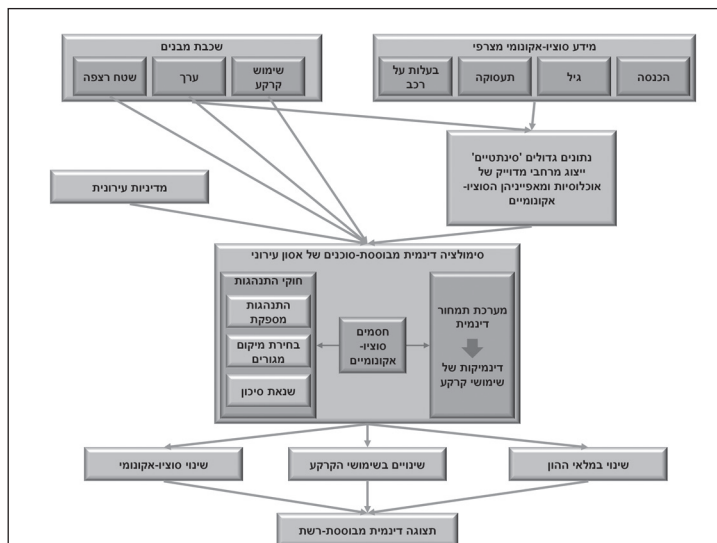 מידע סוציו-אקונומי מצרפי
הכנסה
גיל
תעסוקה
בעלות על
רכב
שכבת מבנים
שימוש
קרקע
ערך
שטח רצפה
נתונים גדולים 'סינתטיים'
ייצוג מרחבי מדוייק של
אוכלוסיות ומאפייניהן הסוציו-
אקונומיים
מדיניות עירונית
סימולציה דינמית מבוססת-סוכנים של אסון עירוני
מערכת תמחור
דינמית
דינמיקות של
שימושי קרקע
חסמים
סוציו-
אקונומיים
חוקי התנהגות
התנהגות
מספקת
בחירת מיקום
מגורים
שנאת סיכון
שינוי במלאי ההון
שינויים בשימושי הקרקע
שינוי סוציו-אקונומי
תצוגה דינמית מבוססת-רשת